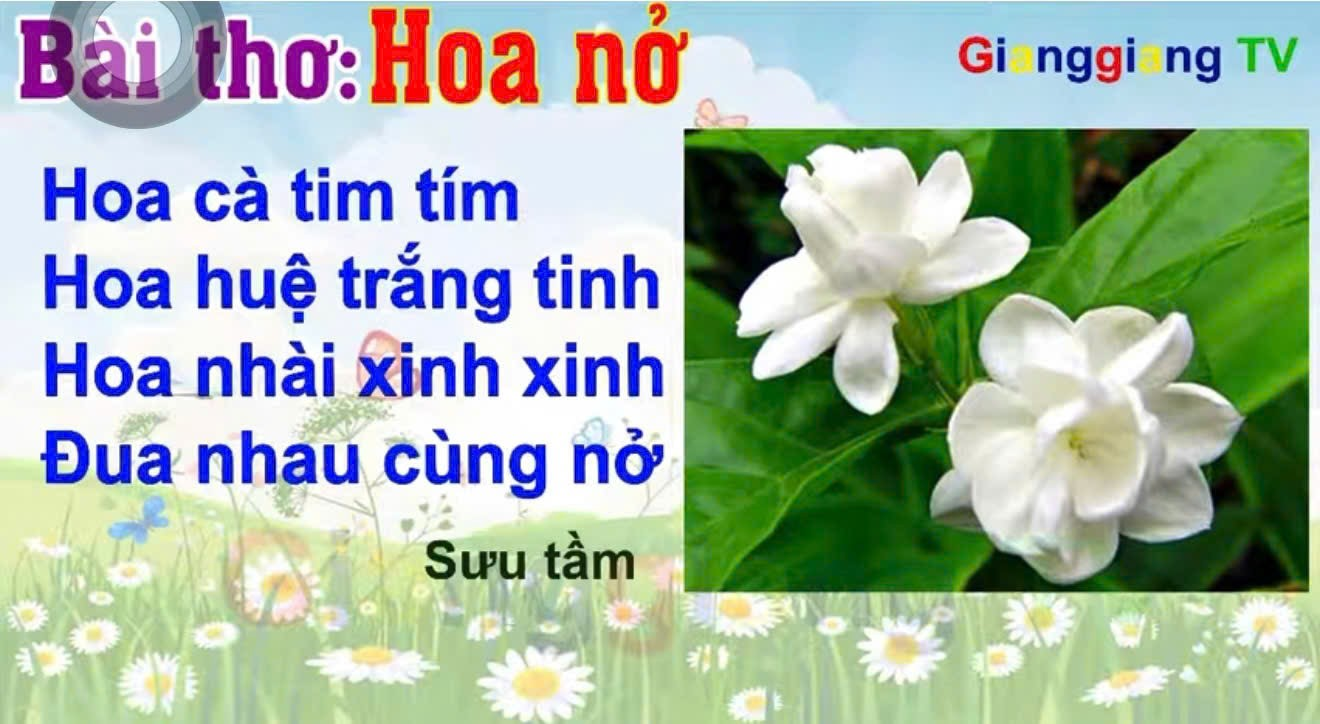 Bài thơ: Hoa nở
Gianggiang TV
Hoa cà tim tím
Hoa huệ trắng tinh
Hoa nhài xinh xinh
Đua nhau cùng nở
Sưu tầm